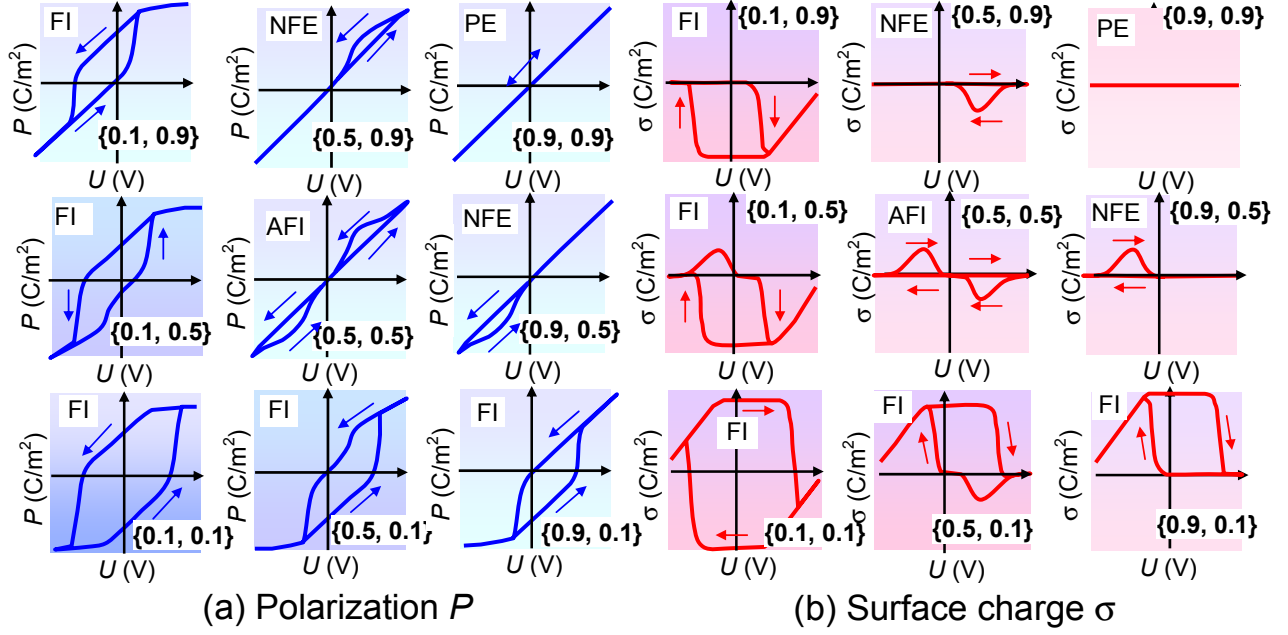 FI
P (C/m²)
{0.1, 0.9}
U (V)
NFE
P (C/m²)
{0.5, 0.9}
U (V)
PE
P (C/m²)
{0.9, 0.9}
U (V)
FI
{0.1, 0.9}
σ (C/m²)
U (V)
NFE
{0.5, 0.9}
σ (C/m²)
U (V)
PE
{0.9, 0.9}
σ (C/m²)
U (V)
FI
P (C/m²)
{0.1, 0.5}
U (V)
AFI
P (C/m²)
{0.5, 0.5}
U (V)
NFE
P (C/m²)
{0.9, 0.5}
U (V)
FI
{0.1, 0.5}
σ (C/m²)
U (V)
AFI
{0.5, 0.5}
σ (C/m²)
U (V)
NFE
{0.9, 0.5}
σ (C/m²)
U (V)
FI
P (C/m²)
{0.1, 0.1}
U (V)
FI
P (C/m²)
{0.5, 0.1}
U (V)
FI
P (C/m²)
{0.9, 0.1}
U (V)
FI
σ (C/m²)
{0.1, 0.1}
U (V)
FI
σ (C/m²)
{0.5, 0.1}
U (V)
FI
σ (C/m²)
{0.9, 0.1}
U (V)
(a) Polarization P
(b) Surface charge σ